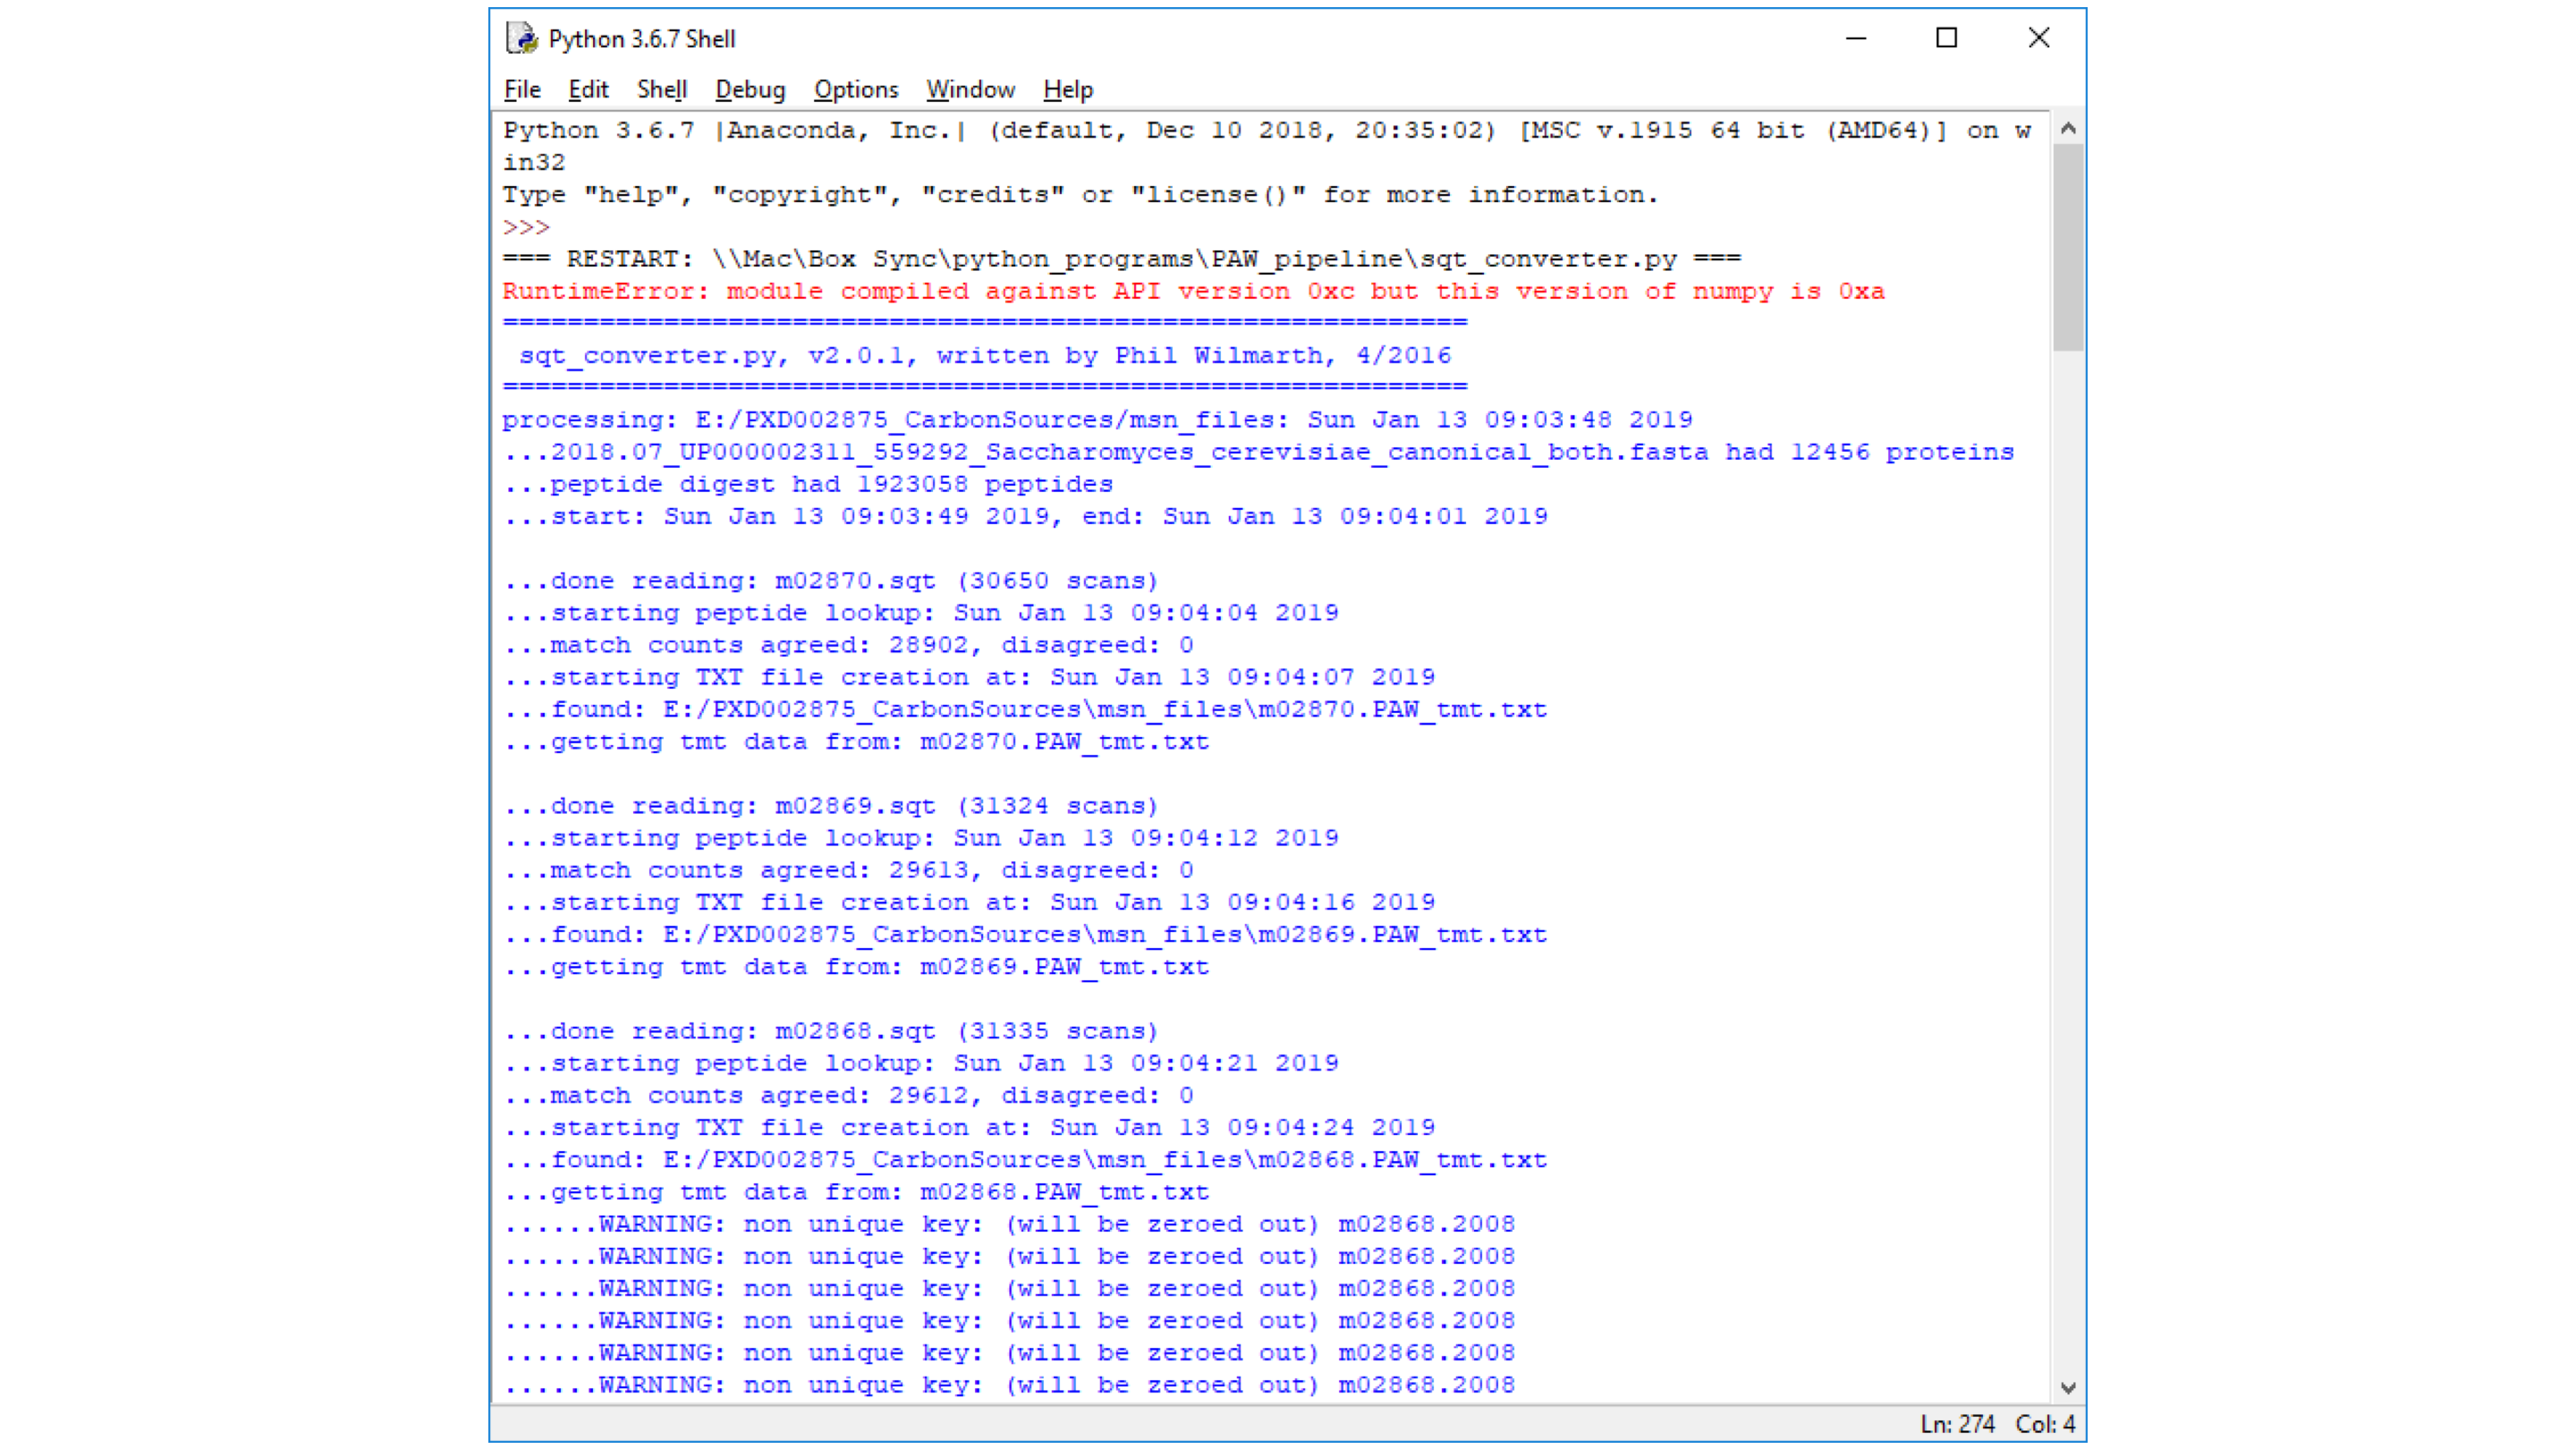 Python 3.6.7 Shell
File Edit Shell Debug Options Window Help
Python 3.6.7 |Anaconda, Inc.| (default, Dec 10 2018, 20:35:02) [MSC v.1915 64 bit (AMD64)] on w
in32
Type "help", "copyright", "credits" or "license()" for more information.
>>>
=== RESTART: \\Mac\Box Sync\python_programs\PAW_pipeline\sqt_converter.py ===
RuntimeError: module compiled against API version 0xc but this version of numpy is 0xa
============================================================
 sqt_converter.py, v2.0.1, written by Phil Wilmarth, 4/2016
============================================================
processing: E:/PXD002875_CarbonSources/msn_files: Sun Jan 13 09:03:48 2019
...2018.07_UP000002311_559292_Saccharomyces_cerevisiae_canonical_both.fasta had 12456 proteins
...peptide digest had 1923058 peptides
...start: Sun Jan 13 09:03:49 2019, end: Sun Jan 13 09:04:01 2019

...done reading: m02870.sqt (30650 scans)
...starting peptide lookup: Sun Jan 13 09:04:04 2019
...match counts agreed: 28902, disagreed: 0
...starting TXT file creation at: Sun Jan 13 09:04:07 2019
...found: E:/PXD002875_CarbonSources\msn_files\m02870.PAW_tmt.txt
...getting tmt data from: m02870.PAW_tmt.txt

...done reading: m02869.sqt (31324 scans)
...starting peptide lookup: Sun Jan 13 09:04:12 2019
...match counts agreed: 29613, disagreed: 0
...starting TXT file creation at: Sun Jan 13 09:04:16 2019
...found: E:/PXD002875_CarbonSources\msn_files\m02869.PAW_tmt.txt
...getting tmt data from: m02869.PAW_tmt.txt

...done reading: m02868.sqt (31335 scans)
...starting peptide lookup: Sun Jan 13 09:04:21 2019
...match counts agreed: 29612, disagreed: 0
...starting TXT file creation at: Sun Jan 13 09:04:24 2019
...found: E:/PXD002875_CarbonSources\msn_files\m02868.PAW_tmt.txt
...getting tmt data from: m02868.PAW_tmt.txt
......WARNING: non unique key: (will be zeroed out) m02868.2008
......WARNING: non unique key: (will be zeroed out) m02868.2008
......WARNING: non unique key: (will be zeroed out) m02868.2008
......WARNING: non unique key: (will be zeroed out) m02868.2008
......WARNING: non unique key: (will be zeroed out) m02868.2008
......WARNING: non unique key: (will be zeroed out) m02868.2008
Ln: 274 Col: 4